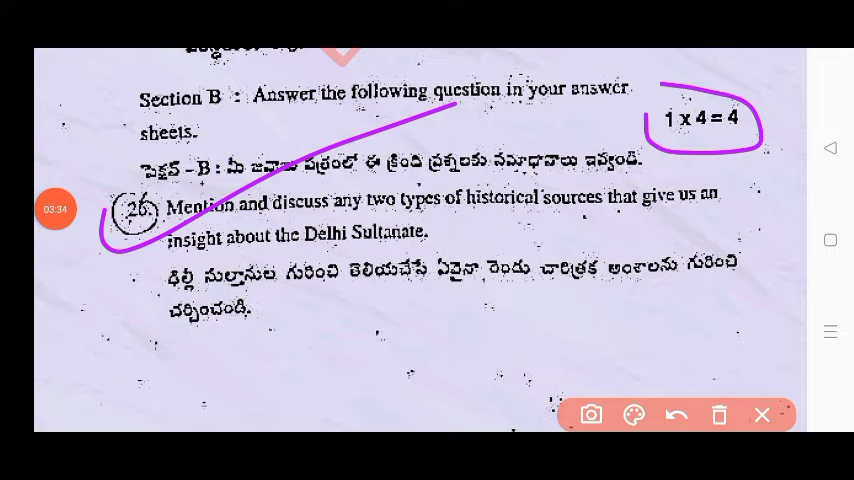 Section B : Answer the following question in your answer
1 x 4 = 4
sheets.
సెక్షన్ - B : మీ జవాబు పత్రంలో ఈ క్రింది ప్రశ్నలకు సమాధానాలు ఇవ్వండి.
03:34
26. Mention and discuss any two types of historical sources that give us an
insight about the Delhi Sultanate.
ఢిల్లీ సుల్తానుల గురించి తెలియచేసే ఏవైనా రెండు చారిత్రక అంశాలను గురించి
చర్చించండి.